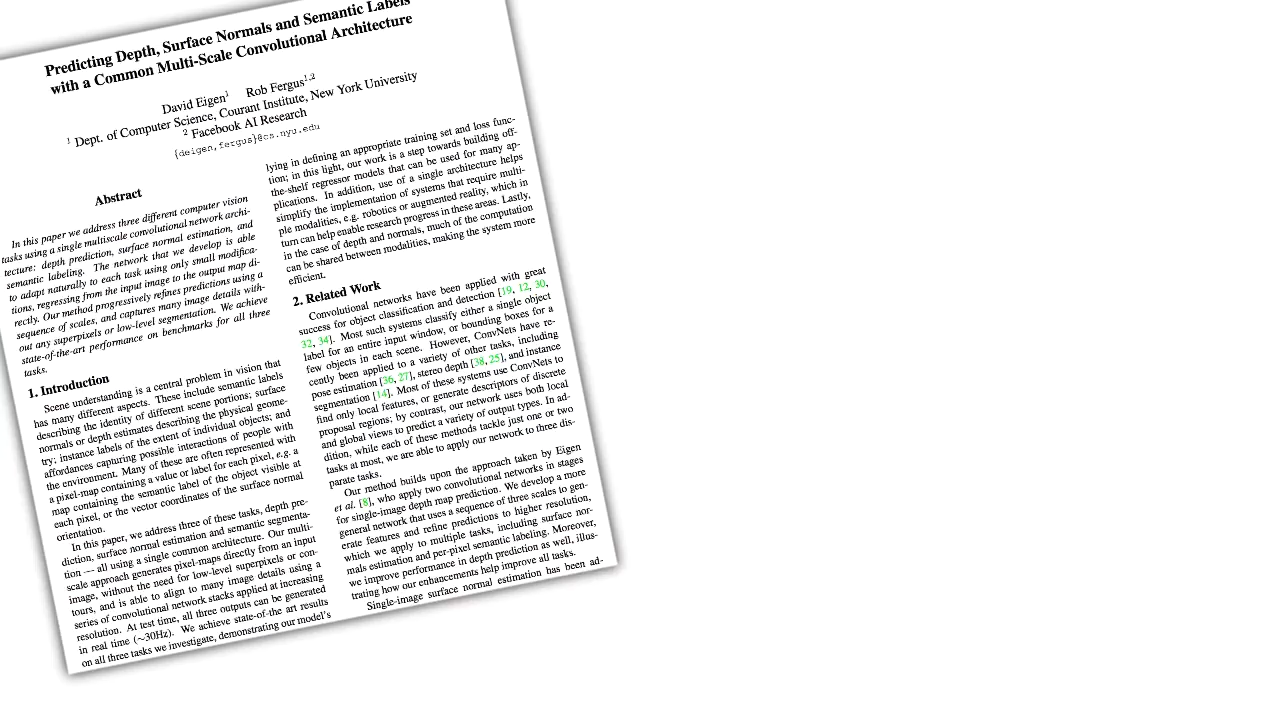 Predicting Depth, Surface Normals and Semantic Labels
with a Common Multi-Scale Convolutional Architecture
David Eigen1 Rob Fergus1,2
1 Dept. of Computer Science, Courant Institute, New York University
2 Facebook AI Research
{deigen,fergus}@cs.nyu.edu
Abstract
In this paper we address three different computer vision
tasks using a single multiscale convolutional network archi-
tecture: depth prediction, surface normal estimation, and
semantic labeling. The network that we develop is able
to adapt naturally to each task using only small modifica-
tions, regressing from the input image to the output map di-
rectly. Our method progressively refines predictions using a
sequence of scales, and captures many image details with-
out any superpixels or low-level segmentation. We achieve
state-of-the-art performance on benchmarks for all three
tasks.
1. Introduction
Scene understanding is a central problem in vision that
has many different aspects. These include semantic labels
describing the identity of different scene portions; surface
normals or depth estimates describing the physical geome-
try; instance labels of the extent of individual objects; and
affordances capturing possible interactions of people with
the environment. Many of these are often represented with
a pixel-map containing a value or label for each pixel, e.g. a
map containing the semantic label of the object visible at
each pixel, or the vector coordinates of the surface normal
orientation.
In this paper, we address three of these tasks, depth pre-
diction, surface normal estimation and semantic segmenta-
tion — all using a single common architecture. Our multi-
scale approach generates pixel-maps directly from an input
image, without the need for low-level superpixels or con-
tours, and is able to align to many image details using a
series of convolutional network stacks applied at increasing
resolution. At test time, all three outputs can be generated
in real time (∼30Hz). We achieve state-of-the art results
on all three tasks we investigate, demonstrating our model's
lying in defining an appropriate training set and loss func-
tion; in this light, our work is a step towards building off-
the-shelf regressor models that can be used for many ap-
plications. In addition, use of a single architecture helps
simplify the implementation of systems that require multi-
ple modalities, e.g. robotics or augmented reality, which in
turn can help enable research progress in these areas. Lastly,
in the case of depth and normals, much of the computation
can be shared between modalities, making the system more
efficient.
2. Related Work
Convolutional networks have been applied with great
success for object classification and detection [19, 12, 30,
32, 34]. Most such systems classify either a single object
label for an entire input window, or bounding boxes for a
few objects in each scene. However, ConvNets have re-
cently been applied to a variety of other tasks, including
pose estimation [36, 27], stereo depth [38, 25], and instance
segmentation [14]. Most of these systems use ConvNets to
find only local features, or generate descriptors of discrete
proposal regions; by contrast, our network uses both local
and global views to predict a variety of output types. In ad-
dition, while each of these methods tackle just one or two
tasks at most, we are able to apply our network to three dis-
parate tasks.
Our method builds upon the approach taken by Eigen
et al. [8], who apply two convolutional networks in stages
for single-image depth map prediction. We develop a more
general network that uses a sequence of three scales to gen-
erate features and refine predictions to higher resolution,
which we apply to multiple tasks, including surface nor-
mals estimation and per-pixel semantic labeling. Moreover,
we improve performance in depth prediction as well, illus-
trating how our enhancements help improve all tasks.
Single-image surface normal estimation has been ad-